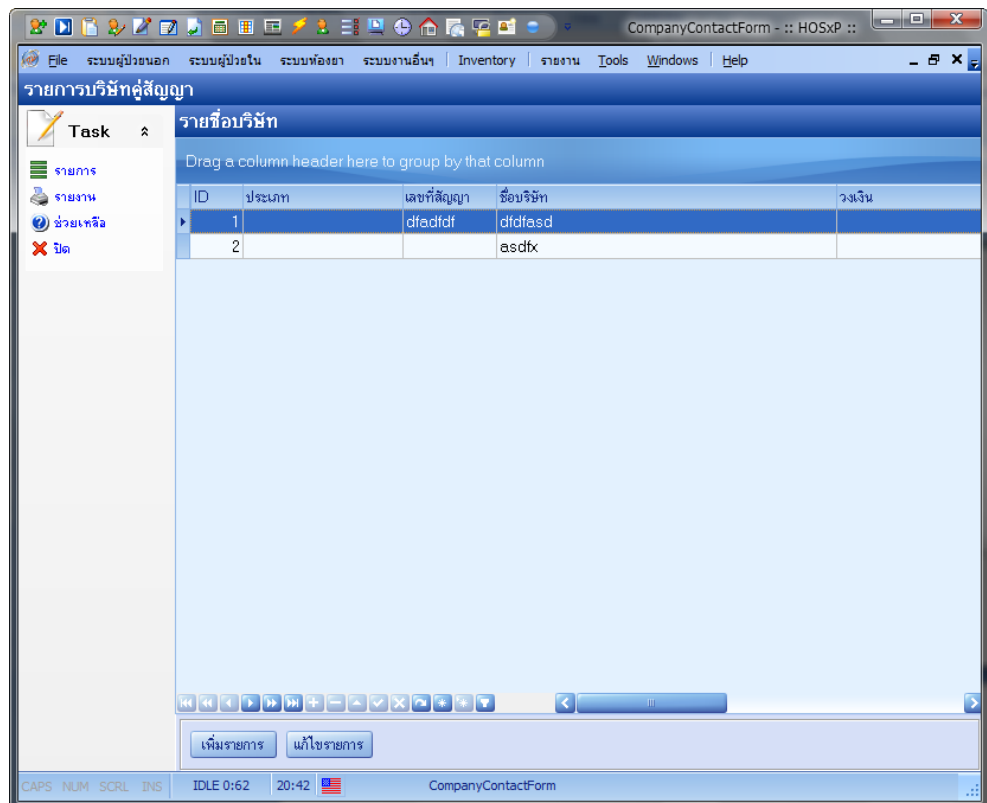 CompanyContactForm - :: HOSxP ::
File ระบบผู้ป่วยนอก ระบบผู้ป่วยใน ระบบห้องยา ระบบงานอื่นๆ Inventory รายงาน Tools Windows Help
รายการบริษัทคู่สัญญา
Task
รายชื่อบริษัท
Drag a column header here to group by that column
รายการ
รายงาน
ช่วยเหลือ
ปิด
ID ประเภท เลขที่สัญญา ชื่อบริษัท วงเงิน
1 dfadfdf dfdfasd
2 asdfx
เพิ่มรายการ แก้ไขรายการ
CAPS NUM SCRL INS IDLE 0:62 20:42 CompanyContactForm